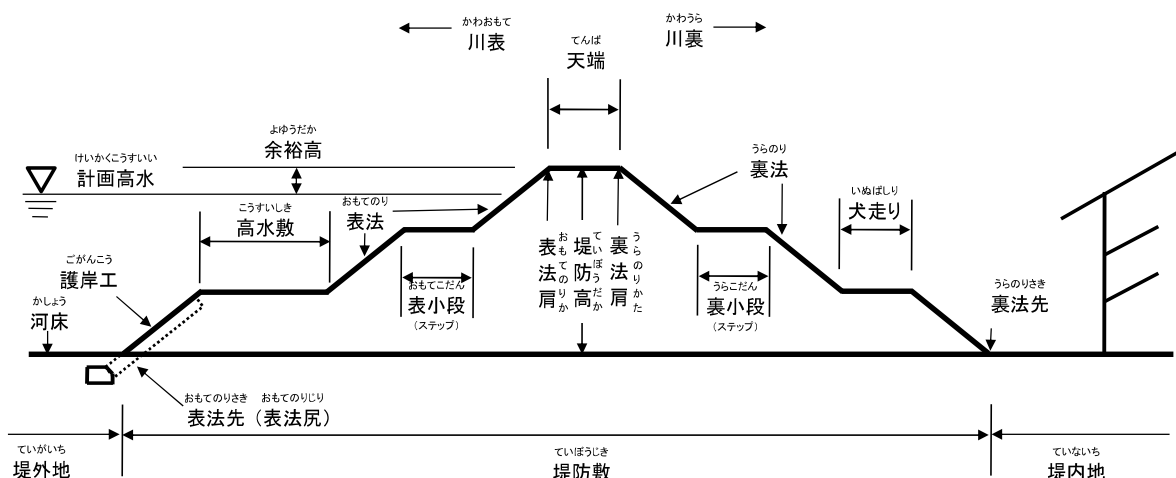 かわおもて
川表
かわうら
川裏
てんば
天端
よゆうだか
余裕高
けいかくこうすいい
計画高水
うらのり
裏法
おもてのり
表法
いぬばしり
犬走り
こうすいしき
高水敷
ごがんこう
護岸工
かしょう
河床
おもてこだん
表小段
(ステップ)
おもてのりか
表法肩
ていぼうだか
堤防高
うらのりかた
裏法肩
うらこだん
裏小段
(ステップ)
うらのりさき
裏法先
おもてのりさき おもてのりじり
表法先(表法尻)
ていがいち
堤外地
ていぼうじき
堤防敷
ていないち
堤内地